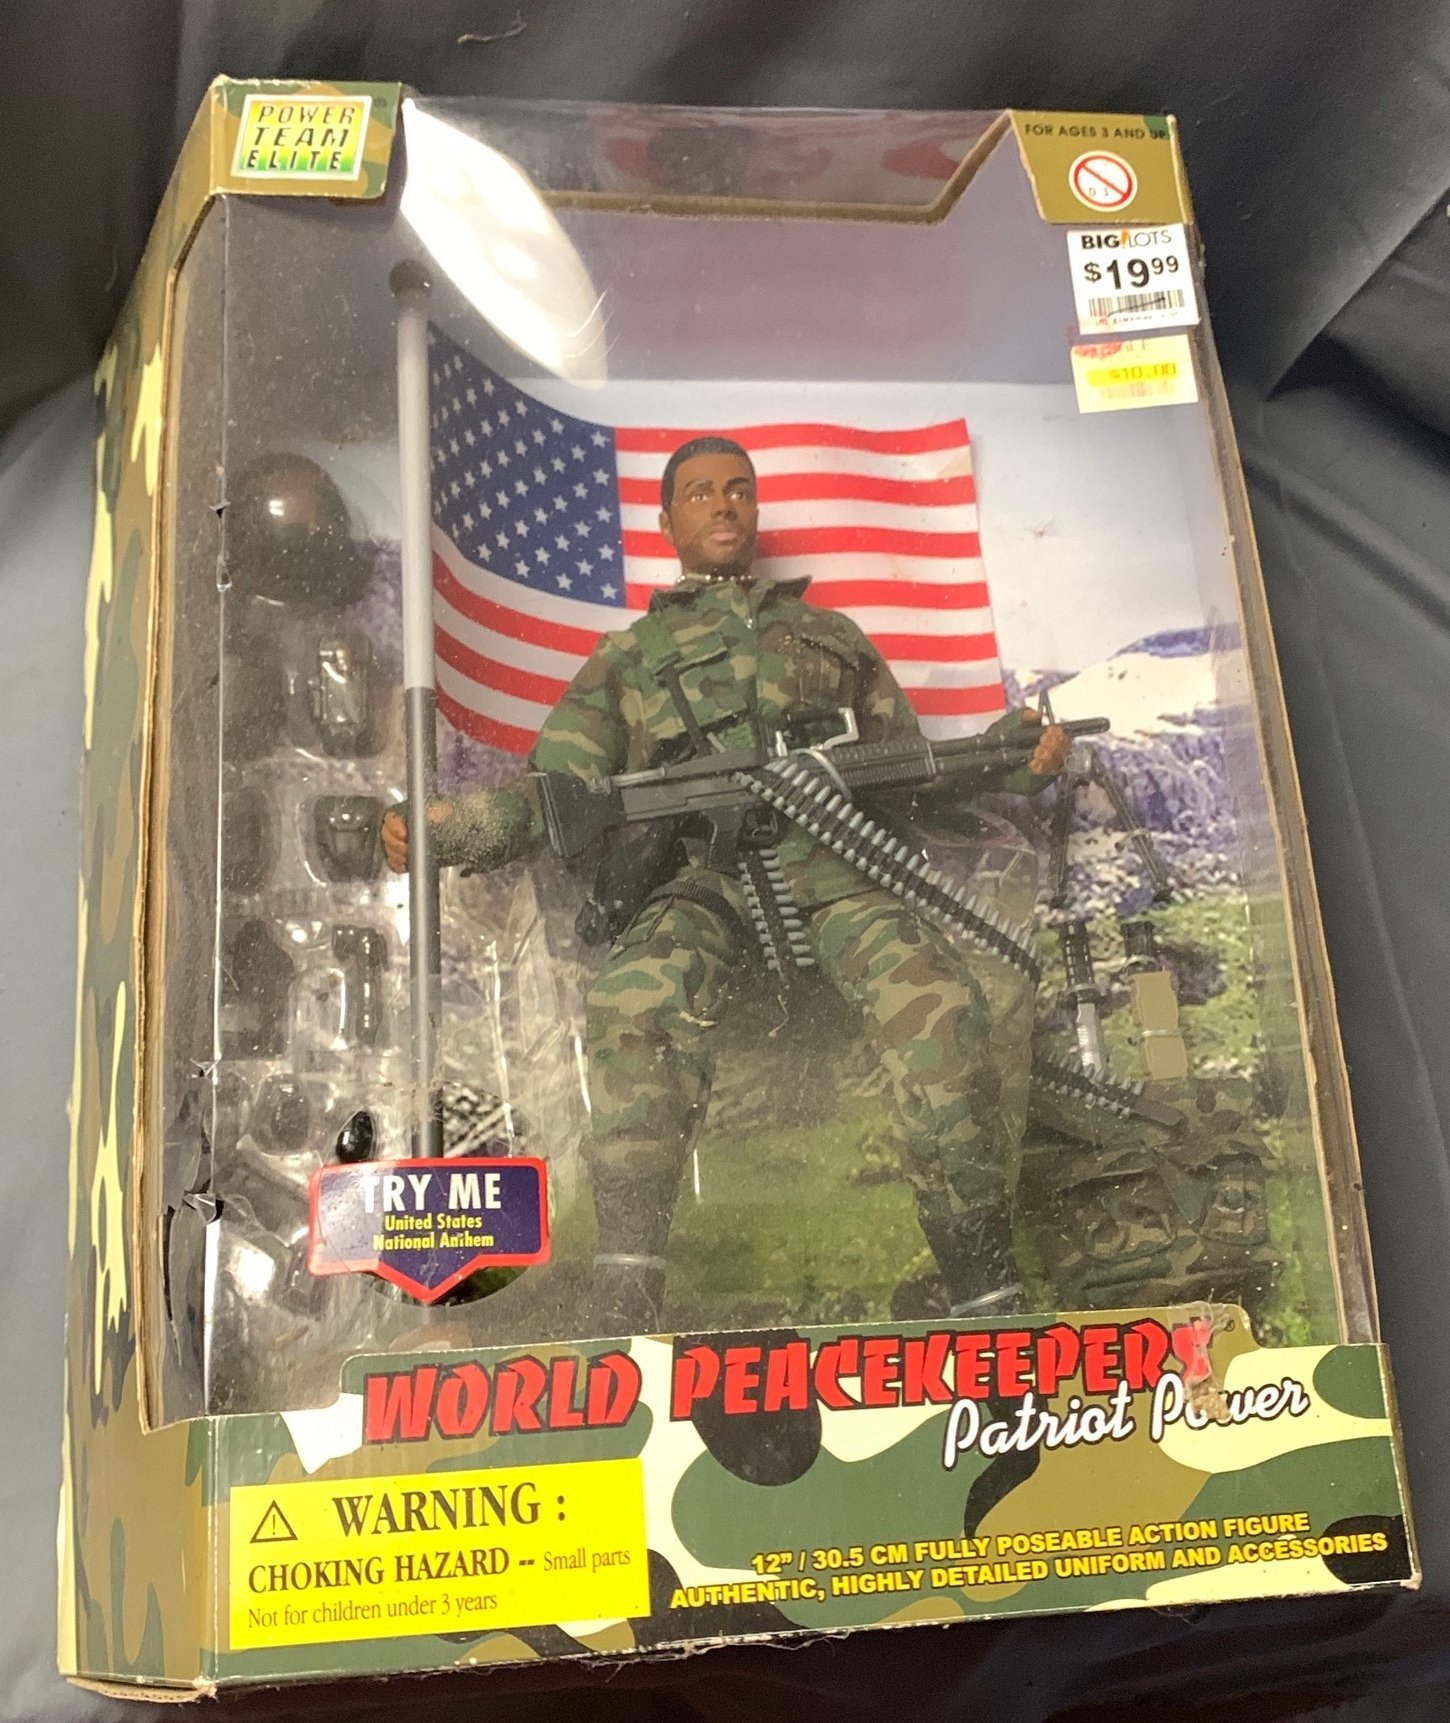 POWER
TEAM
ELITE
FOR AGES 3 AND UP
0-3
BIG LOTS
$19.99
$10.00
TRY ME
United States
National Anthem
WORLD PEACEKEEPERS
Patriot Power
WARNING :
CHOKING HAZARD -- Small parts
Not for children under 3 years
12” / 30.5 CM FULLY POSEABLE ACTION FIGURE
AUTHENTIC, HIGHLY DETAILED UNIFORM AND ACCESSORIES